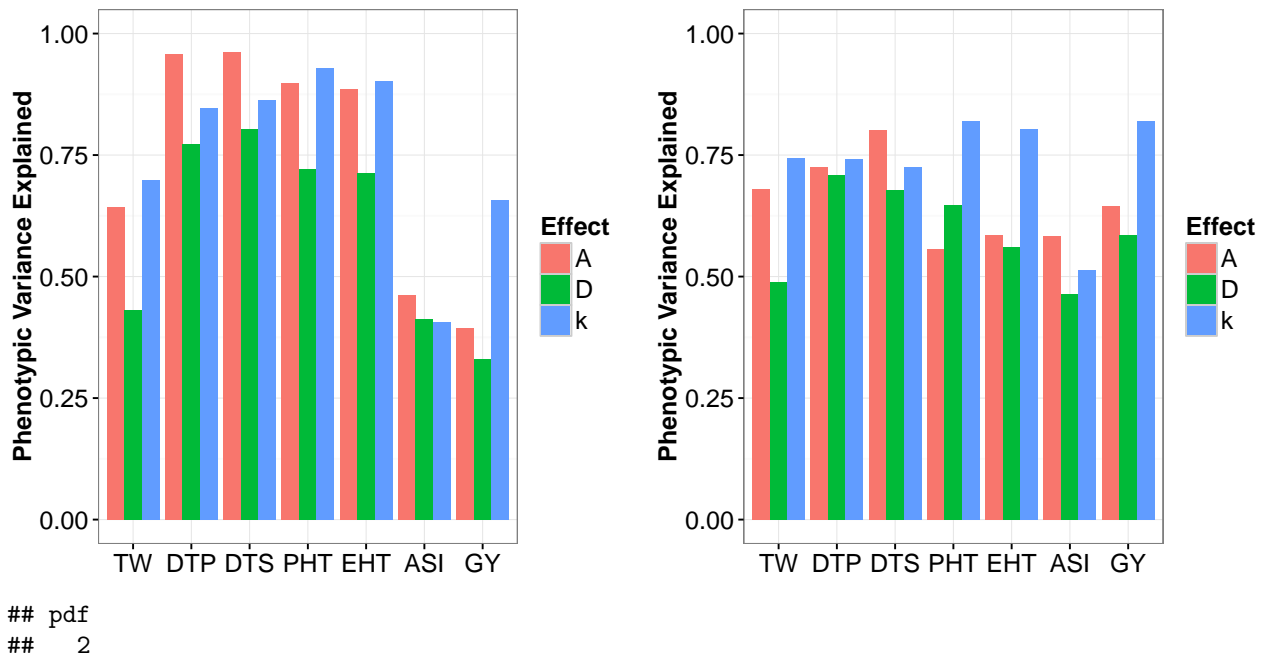 Phenotypic Variance Explained
1.00
0.75
0.50
0.25
0.00
TW DTP DTS PHT EHT ASI GY
Effect
A
D
k
Phenotypic Variance Explained
1.00
0.75
0.50
0.25
0.00
TW DTP DTS PHT EHT ASI GY
Effect
A
D
k
## pdf
##   2